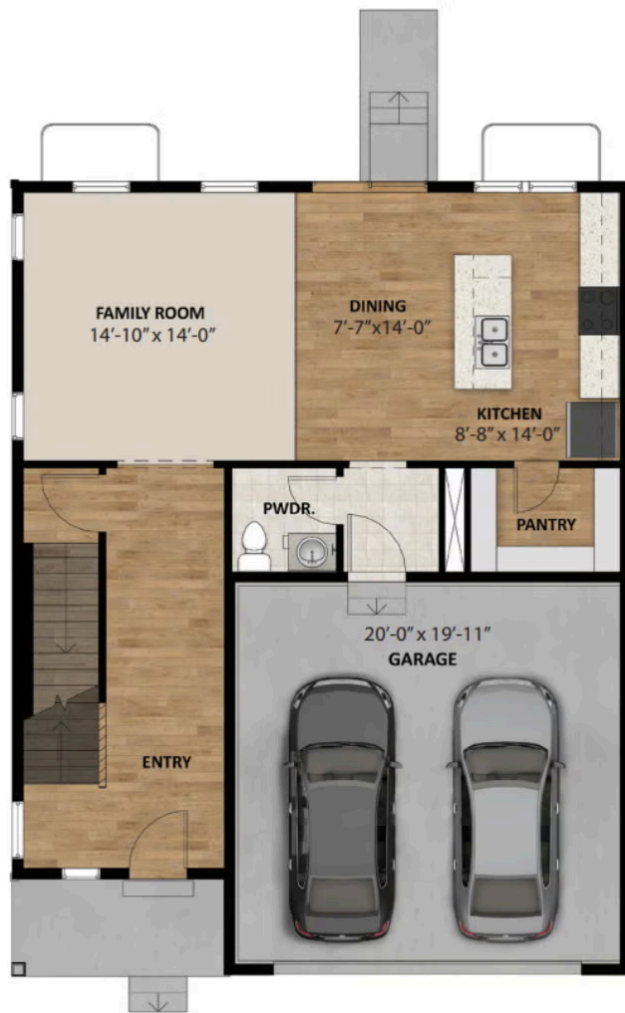 FAMILY ROOM
14’-10” x 14’-0”
DINING
7’-7”x14’-0”
KITCHEN
8’-8” x 14’-0”
PWDR.
PANTRY
20’-0” x 19’-11”
GARAGE
ENTRY